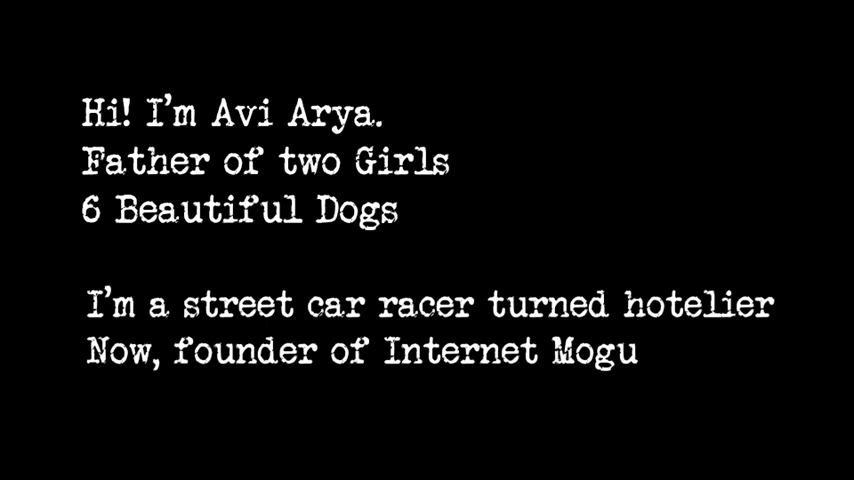 Hi! I'm Avi Arya.
Father of two Girls
6 Beautiful Dogs
I'm a street car racer turned hotelier
Now, founder of Internet Mogu